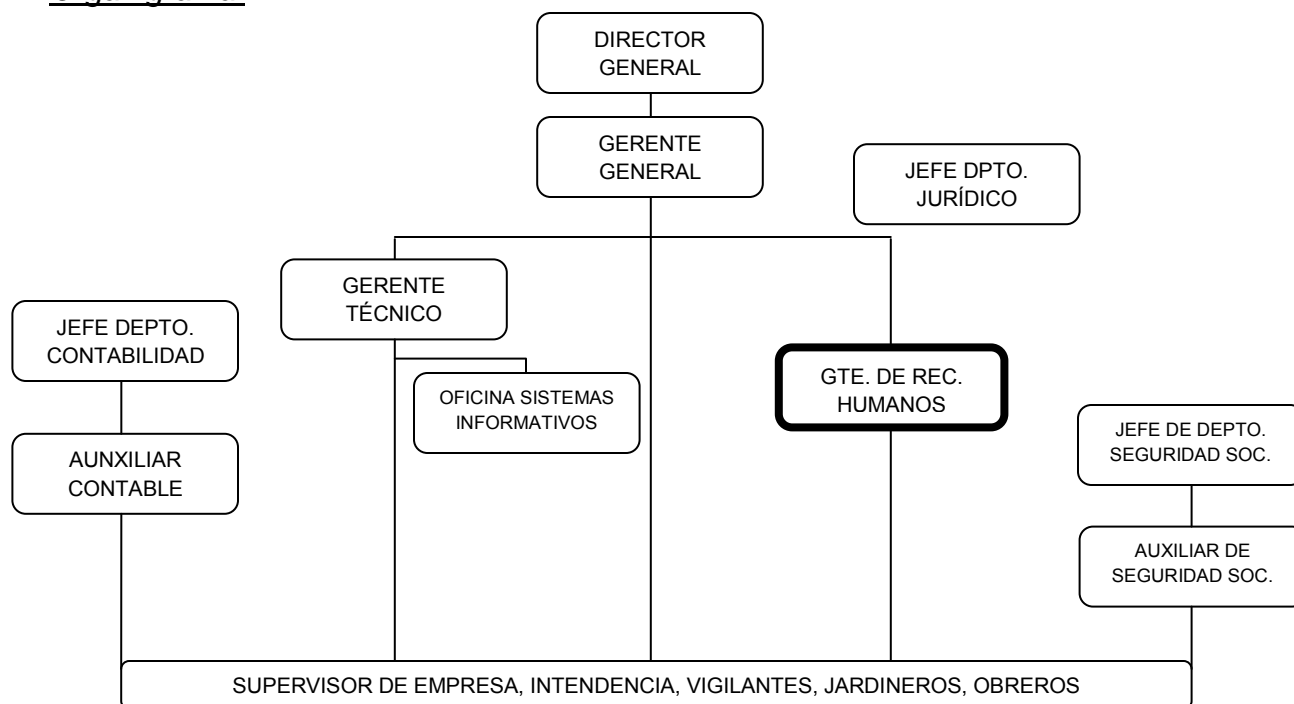 Organigrama
DIRECTOR
GENERAL
GERENTE
GENERAL
JEFE DPTO.
JURÍDICO
GERENTE
TÉCNICO
JEFE DEPTO.
CONTABILIDAD
GTE. DE REC.
HUMANOS
OFICINA SISTEMAS
INFORMATIVOS
JEFE DE DEPTO.
SEGURIDAD SOC.
AUNXILIAR
CONTABLE
AUXILIAR DE
SEGURIDAD SOC.
SUPERVISOR DE EMPRESA, INTENDENCIA, VIGILANTES, JARDINEROS, OBREROS